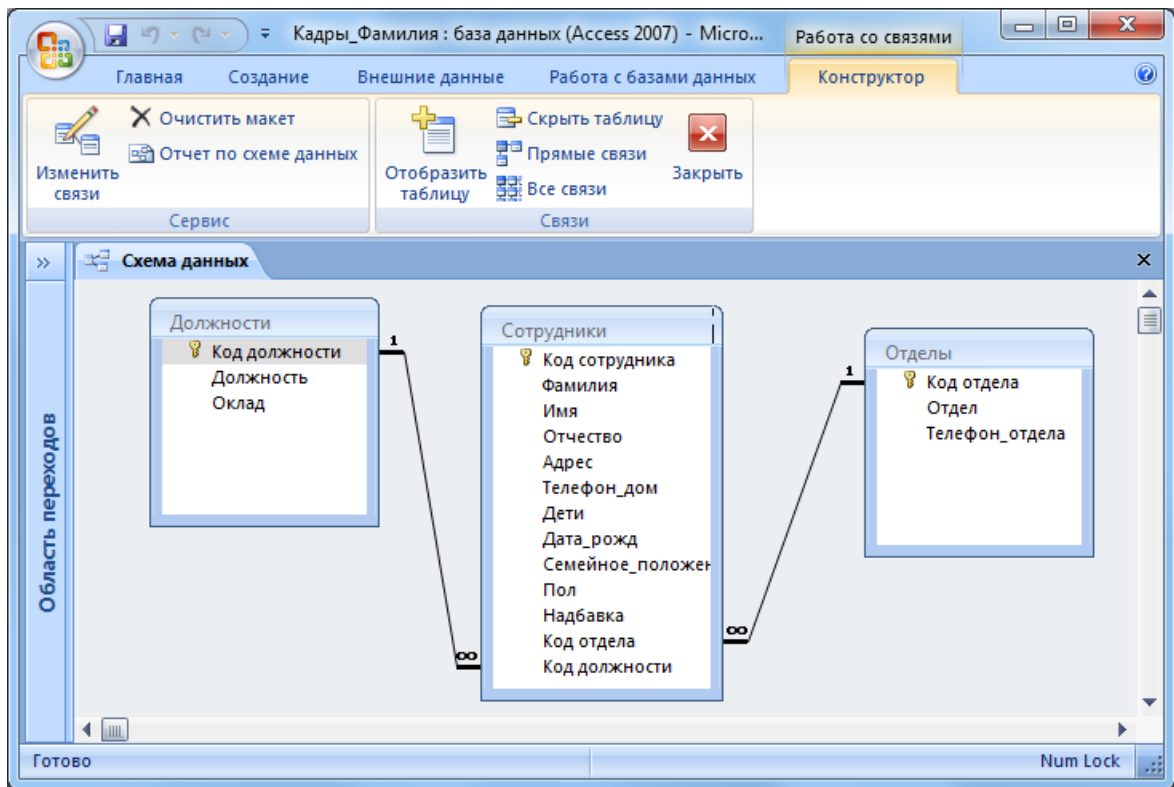 Кадры_Фамилия : база данных (Access 2007) - Micro...
Работа со связями
Главная
Создание
Внешние данные
Работа с базами данных
Конструктор
Изменить связи
Очистить макет
Отчет по схеме данных
Сервис
Отобразить таблицу
Скрыть таблицу
Прямые связи
Все связи
Закрыть
Связи
Область переходов
Схема данных
Должности
Код должности
Должность
Оклад
1
∞
Сотрудники
Код сотрудника
Фамилия
Имя
Отчество
Адрес
Телефон_дом
Дети
Дата_рожд
Семейное_положен
Пол
Надбавка
Код отдела
Код должности
∞
1
Отделы
Код отдела
Отдел
Телефон_отдела
Готово
Num Lock